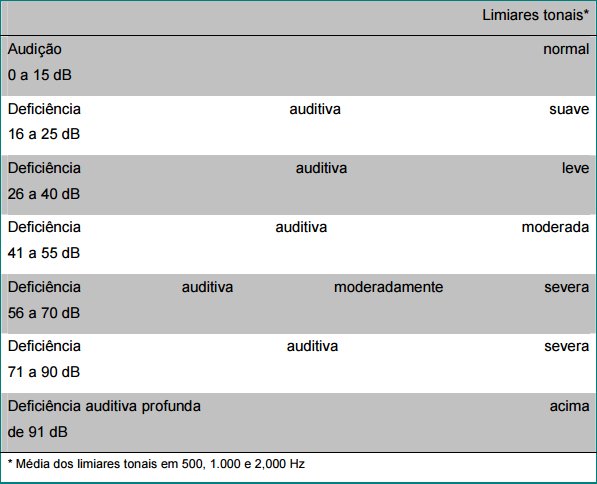 Limiares tonais*
Audição normal
0 a 15 dB
Deficiência auditiva suave
16 a 25 dB
Deficiência auditiva leve
26 a 40 dB
Deficiência auditiva moderada
41 a 55 dB
Deficiência auditiva moderadamente severa
56 a 70 dB
Deficiência auditiva severa
71 a 90 dB
Deficiência auditiva profunda acima
de 91 dB
* Média dos limiares tonais em 500, 1.000 e 2,000 Hz